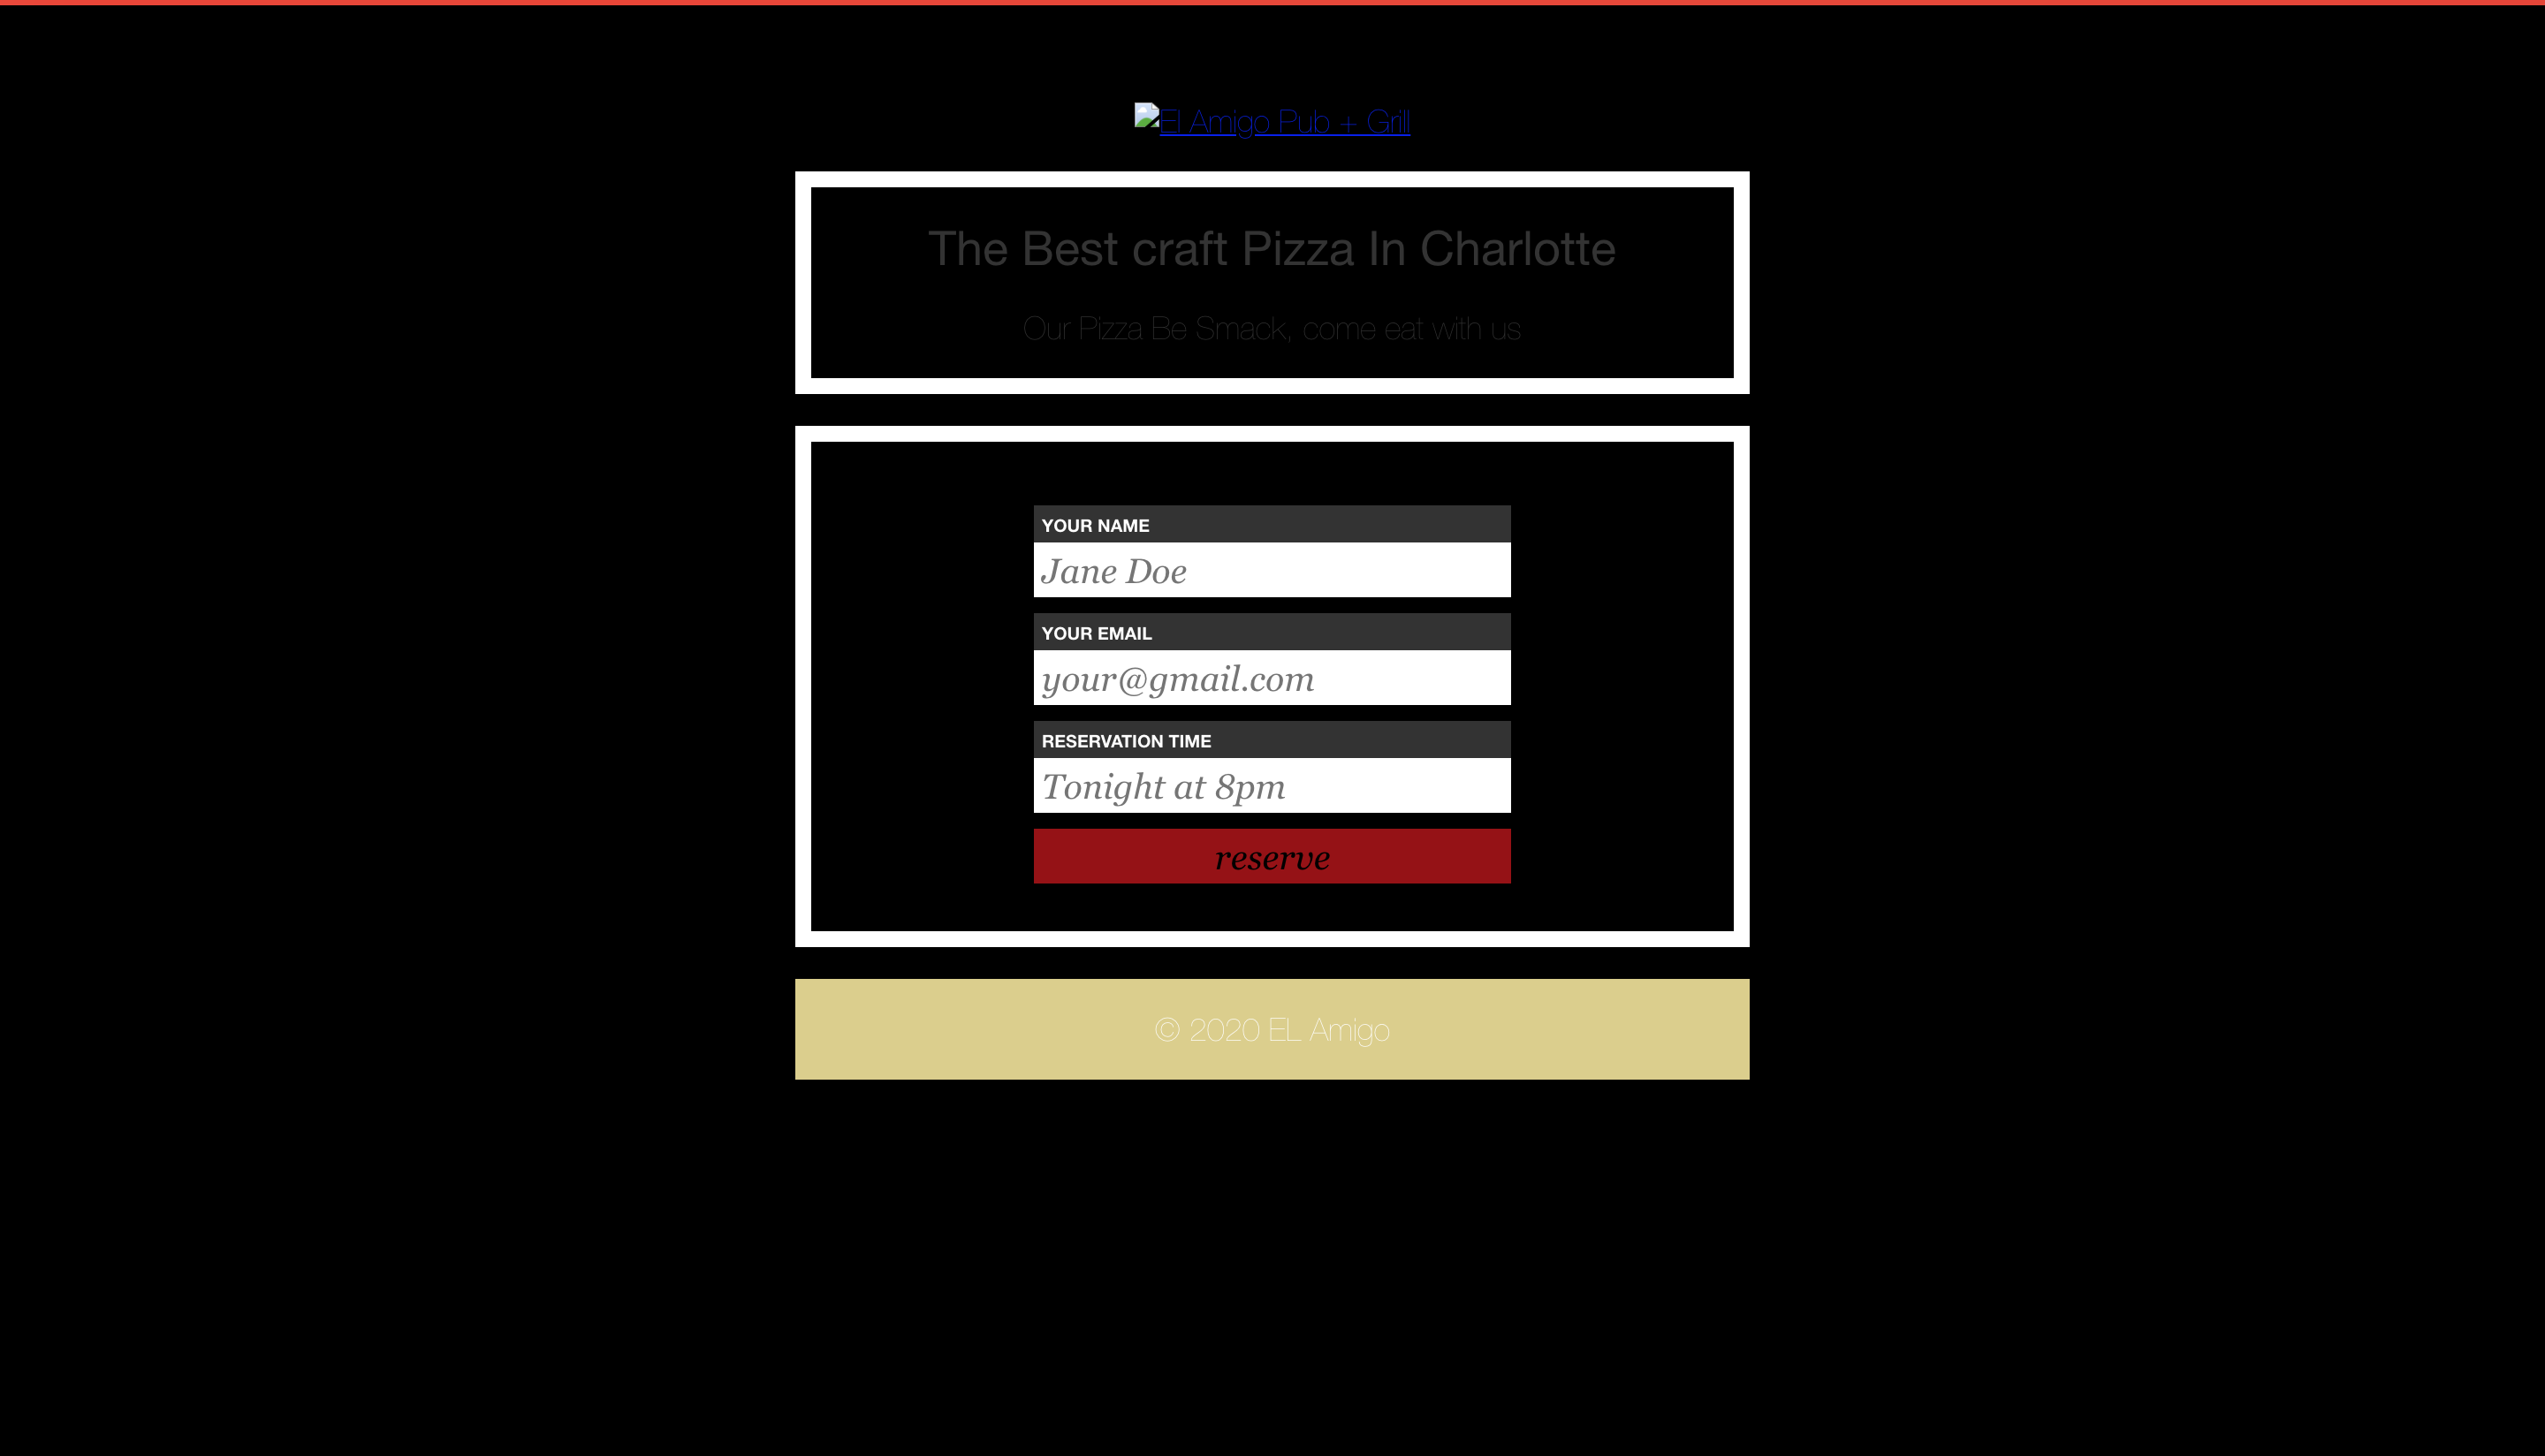 El Amigo Pub + Grill
The Best craft Pizza In Charlotte
Our Pizza Be Smack, come eat with us
YOUR NAME
Jane Doe
YOUR EMAIL
your@gmail.com
RESERVATION TIME
Tonight at 8pm
reserve
© 2020 EL Amigo